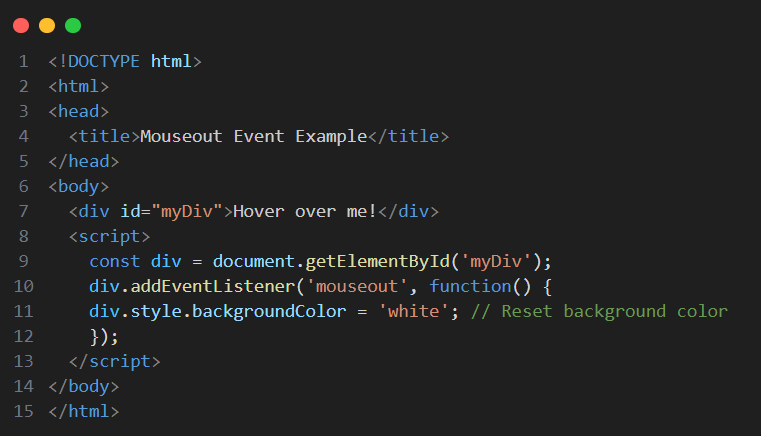 1 <!DOCTYPE html>
2 <html>
3 <head>
4   <title>Mouseout Event Example</title>
5 </head>
6 <body>
7   <div id="myDiv">Hover over me!</div>
8   <script>
9     const div = document.getElementById('myDiv');
10     div.addEventListener('mouseout', function() {
11     div.style.backgroundColor = 'white'; // Reset background color
12     });
13   </script>
14 </body>
15 </html>